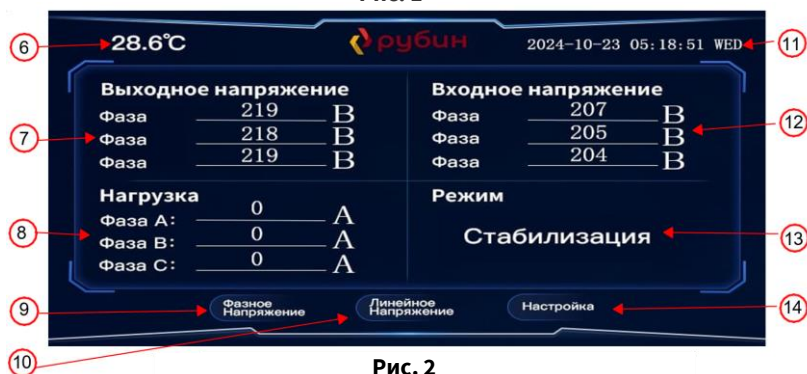 6
28.6℃
рубин
2024-10-23 05:18:51 WED
11
Выходное напряжение
Фаза 219 В
7
Фаза 218 В
Фаза 219 В
Входное напряжение
Фаза 207 В
12
Фаза 205 В
Фаза 204 В
Нагрузка
8
Фаза А: 0 А
Фаза В: 0 А
Фаза С: 0 А
Режим
Стабилизация
13
9
Фазное
Напряжение
Линейное
Напряжение
Настройка
14
10
Рис. 2